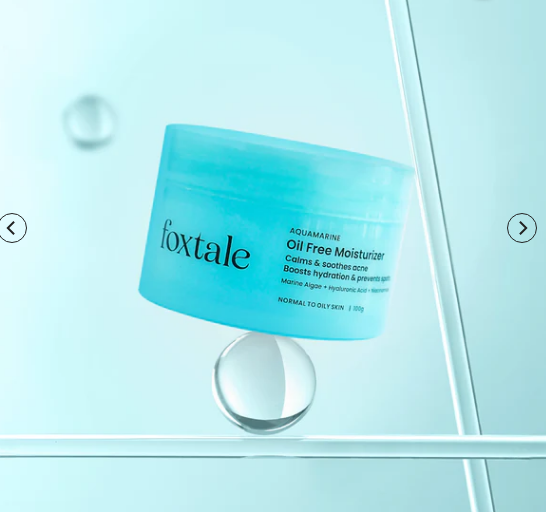 foxtale
AQUAMARINE
Oil Free Moisturizer
Calms & soothes acne
Boosts hydration & prevents
Marine Algae + Hyaluronic Acid +
NORMAL TO OILY SKIN | 100g